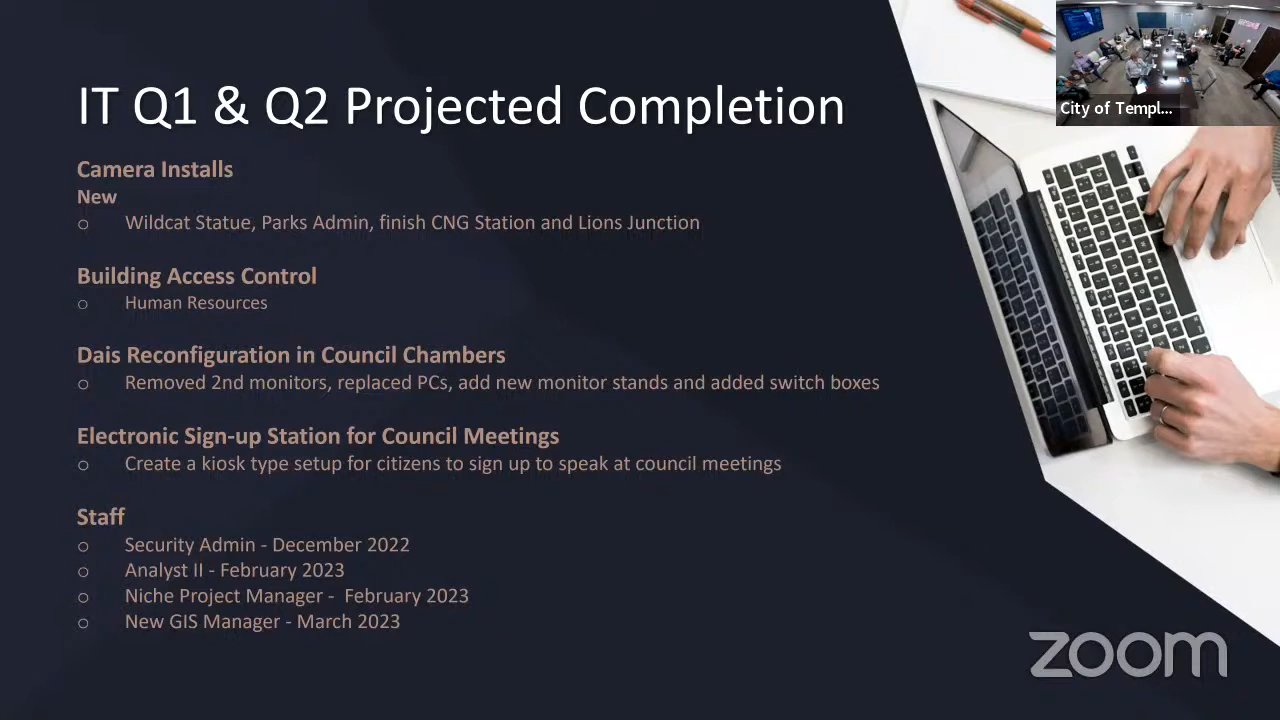 City of Templ...
IT Q1 & Q2 Projected Completion
Camera Installs
New
o Wildcat Statue, Parks Admin, finish CNG Station and Lions Junction
Building Access Control
o Human Resources
Dais Reconfiguration in Council Chambers
o Removed 2nd monitors, replaced PCs, add new monitor stands and added switch boxes
Electronic Sign-up Station for Council Meetings
o Create a kiosk type setup for citizens to sign up to speak at council meetings
Staff
o Security Admin - December 2022
o Analyst II - February 2023
o Niche Project Manager -  February 2023
o New GIS Manager - March 2023
zoom